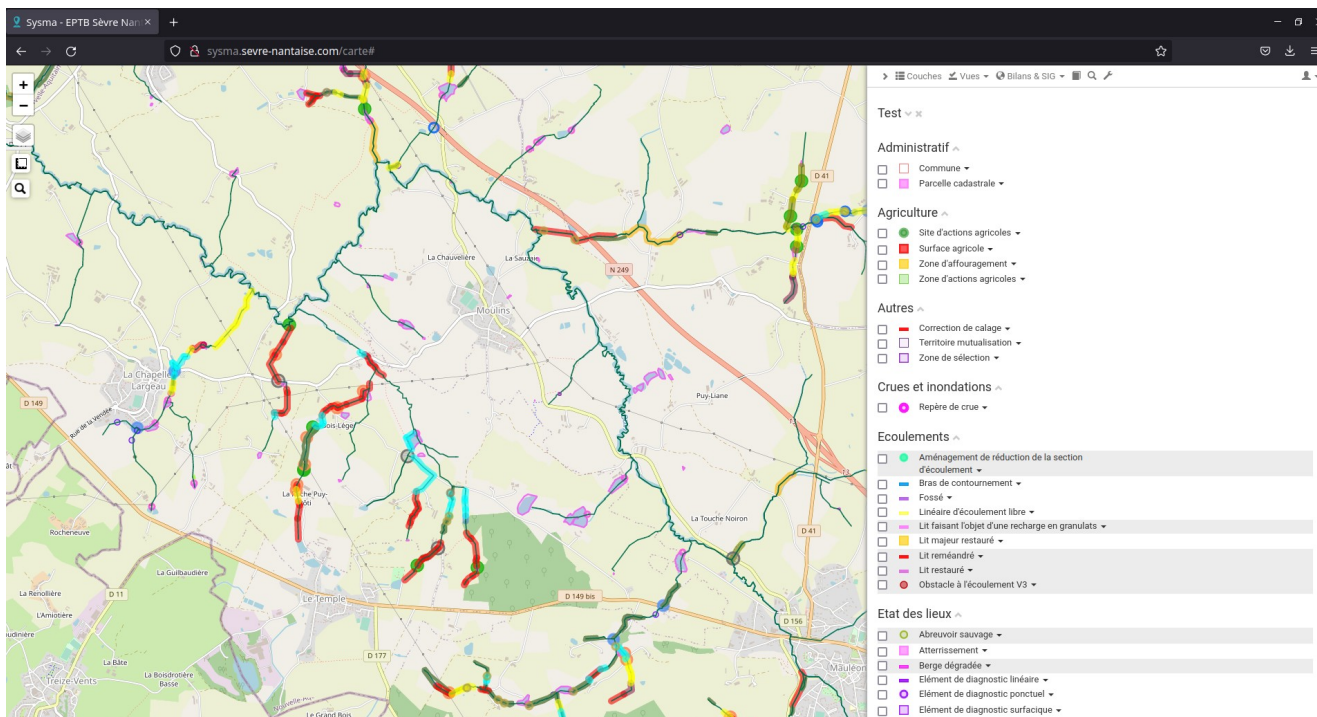 Sysma - EPTB Sèvre Nan
sysma.sevre-nantaise.com/carte#
Couches Vues Bilans & SIG
Test
Administratif
Commune
Parcelle cadastrale
Agriculture
Site d'actions agricoles
Surface agricole
Zone d'affouragement
Zone d'actions agricoles
Autres
Correction de calage
Territoire mutualisation
Zone de sélection
Crues et inondations
Repère de crue
Ecoulements
Aménagement de réduction de la section
d'écoulement
Bras de contournement
Fossé
Linéaire d'écoulement libre
Lit faisant l'objet d'une recharge en granulats
Lit majeur restauré
Lit reméandré
Lit restauré
Obstacle à l'écoulement V3
Etat des lieux
Abreuvoir sauvage
Atterrissement
Berge dégradée
Elément de diagnostic linéaire
Elément de diagnostic ponctuel
Elément de diagnostic surfacique
D 41
La Chauvelière
La Sauzaie
N 249
Moulins
La Chapelle-
Largeau
D 149
Rue de la Vendée
Puy-Liane
13
13
La Touche Noiron
D 41
Rocheneuve
La Guilbaudière
La Renollière
D 11
L'Amiotière
Le Temple
D 149 bis
D 156
La Bâte
D 177
La Boisdrotière
Basse
Treize-Vents
Mauléon
Le Grand Bois